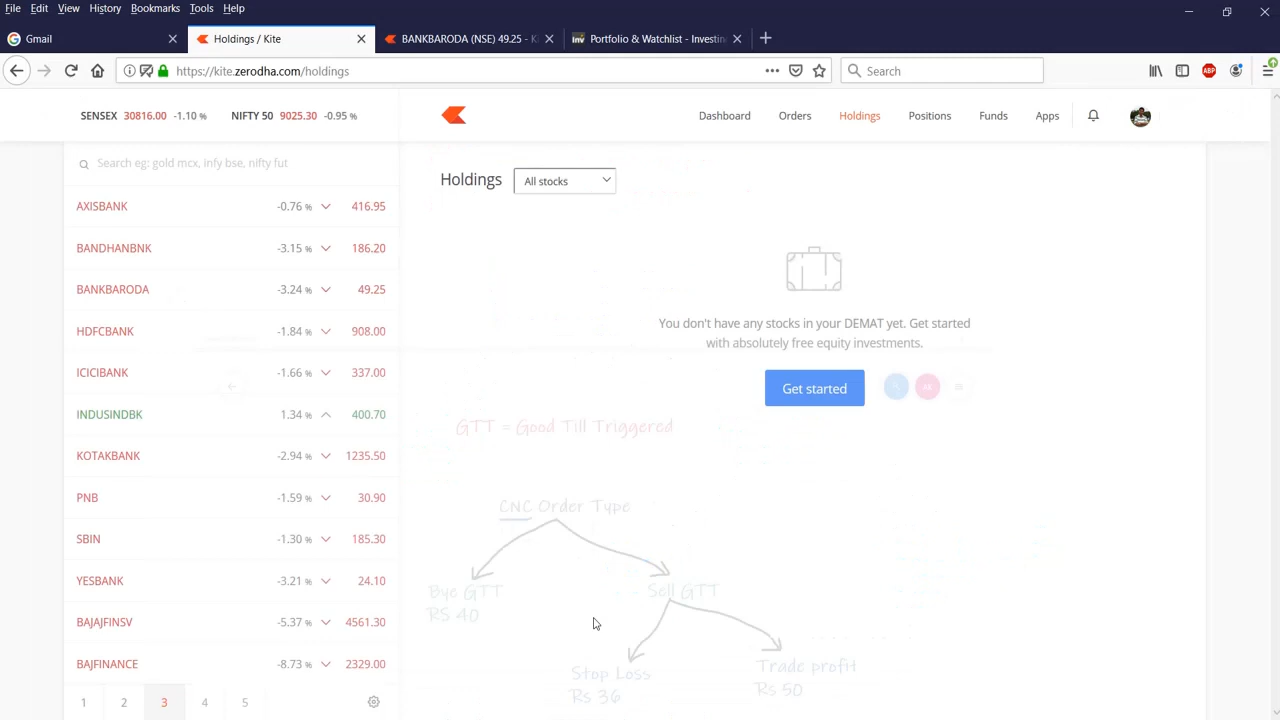 File Edit View History Bookmarks Tools Help
Gmail
Holdings / Kite
BANKBARODA (NSE) 49.25 - K
Portfolio & Watchlist - Investin
https://kite.zerodha.com/holdings
Search
ABP
SENSEX 30816.00 -1.10 % NIFTY 50 9025.30 -0.95 %
Dashboard Orders Holdings Positions Funds Apps
Search eg: gold mcx, infy bse, nifty fut
AXISBANK -0.76 % 416.95
BANDHANBNK -3.15 % 186.20
BANKBARODA -3.24 % 49.25
HDFCBANK -1.84 % 908.00
ICICIBANK -1.66 % 337.00
INDUSINDBK 1.34 % 400.70
KOTAKBANK -2.94 % 1235.50
PNB -1.59 % 30.90
SBIN -1.30 % 185.30
YESBANK -3.21 % 24.10
BAJAJFINSV -5.37 % 4561.30
BAJFINANCE -8.73 % 2329.00
1 2 3 4 5
Holdings All stocks
You don't have any stocks in your DEMAT yet. Get started
with absolutely free equity investments.
Get started
GTT = Good Till Triggered
CNC Order Type
Bye GTT
RS 40
Sell GTT
Stop Loss
Rs 36
Trade profit
Rs 50